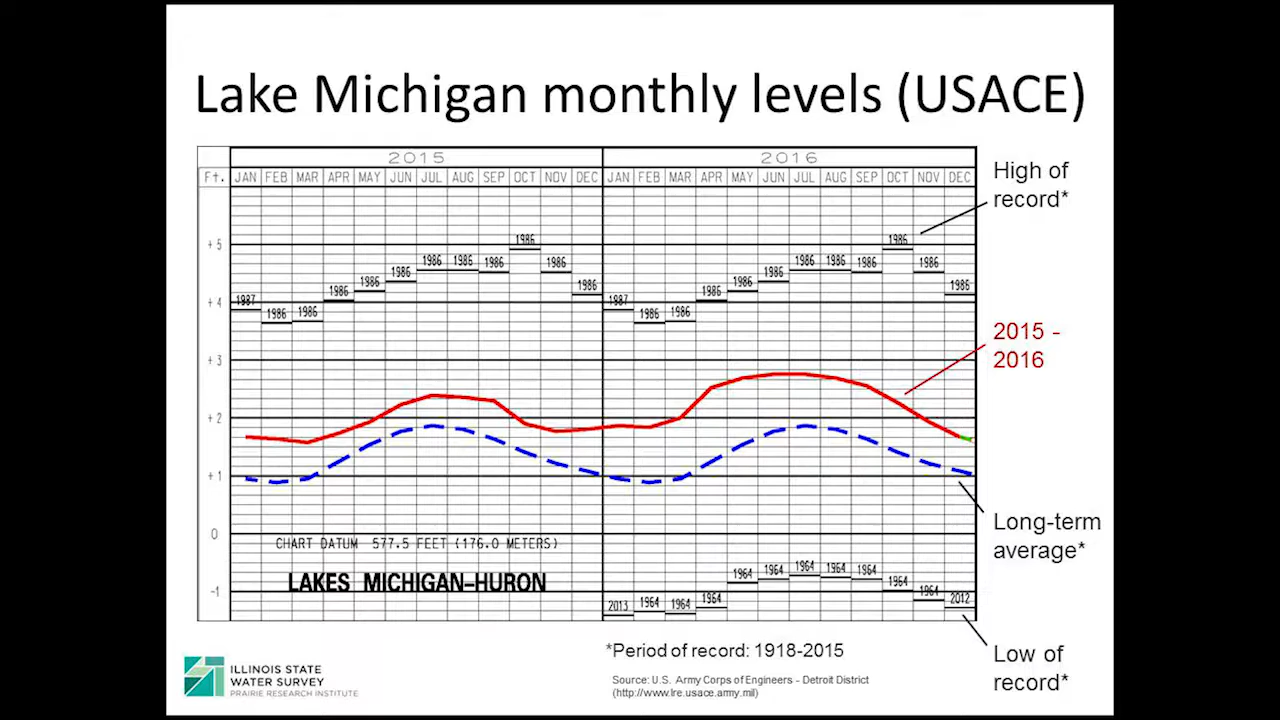 Lake Michigan monthly levels (USACE)
2015 2016
Ft. JAN FEB MAR APR MAY JUN JUL AUG SEP OCT NOV DEC JAN FEB MAR APR MAY JUN JUL AUG SEP OCT NOV DEC
High of
record*
+5
1986 1986
1986 1986 1986 1986 1986 1986 1986 1986
1986 1986
1986 1986 1986 1986
+4 1987 1986 1987 1986
1986 1986 1986 1986
+3
2015 -
2016
+2
+1
Long-term
average*
0
CHART DATUM 577.5 FEET (176.0 METERS)
LAKES MICHIGAN-HURON
-1
1964 1964 1964 1964 1964
1964
2013 1964 1964 1964 1964 2012
Low of
record*
*Period of record: 1918-2015
Source: U.S. Army Corps of Engineers - Detroit District
(http://www.lre.usace.army.mil)
ILLINOIS STATE
WATER SURVEY
PRAIRIE RESEARCH INSTITUTE